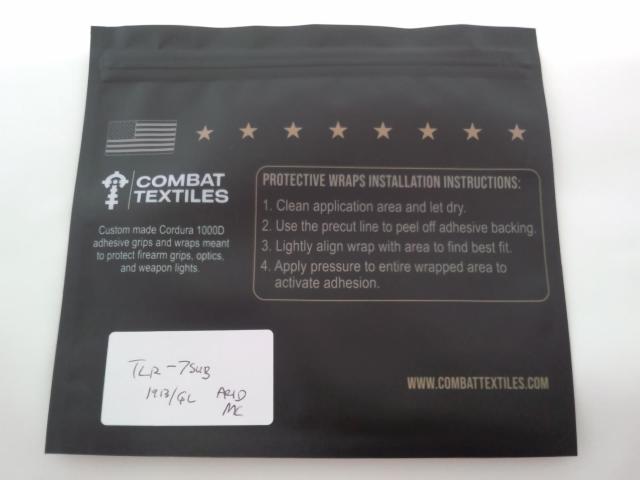 COMBAT
TEXTILES
Custom made Cordura 1000D
adhesive grips and wraps meant
to protect firearm grips, optics,
and weapon lights.
PROTECTIVE WRAPS INSTALLATION INSTRUCTIONS:
1. Clean application area and let dry.
2. Use the precut line to peel off adhesive backing.
3. Lightly align wrap with area to find best fit.
4. Apply pressure to entire wrapped area to
activate adhesion.
TLR-7SUB
1913/GL ARID
MC
WWW.COMBATTEXTILES.COM